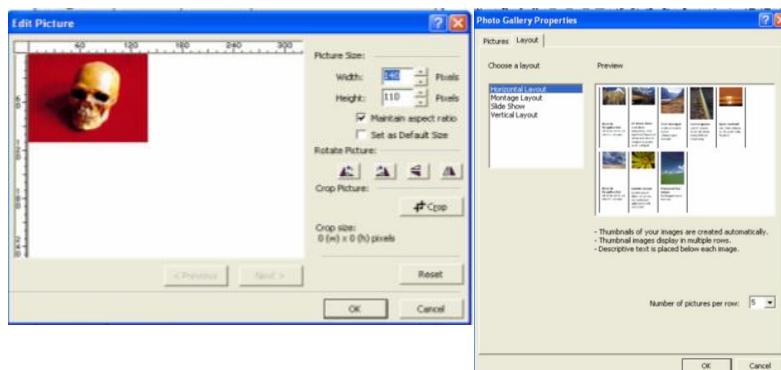 Edit Picture
60 120 180 240 300
Picture Size:
Width: 140 Pixels
Height: 110 Pixels
Maintain aspect ratio
Set as Default Size
Rotate Picture:
Crop Picture:
Crop
Crop size:
0 (w) x 0 (h) pixels
< Previous Next >
Reset
OK Cancel
Photo Gallery Properties
Pictures Layout
Choose a layout Preview
Horizontal Layout
Montage Layout
Slide Show
Vertical Layout
- Thumbnails of your images are created automatically.
- Thumbnail images display in multiple rows.
- Descriptive text is placed below each image.
Number of pictures per row: 5
OK Cancel